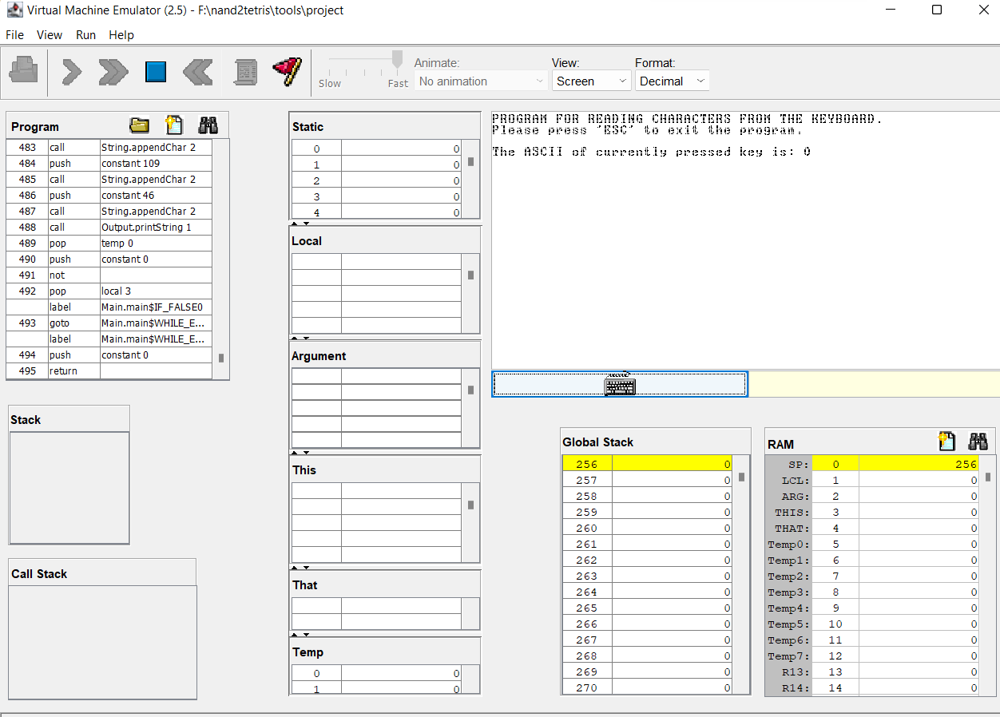 Virtual Machine Emulator (2.5) - F:\nand2tetris\tools\project
File View Run Help
Slow Fast
Animate:
No animation
View:
Screen
Format:
Decimal
Program
483 call String.appendChar 2
484 push constant 109
485 call String.appendChar 2
486 push constant 46
487 call String.appendChar 2
488 call Output.printString 1
489 pop temp 0
490 push constant 0
491 not
492 pop local 3
label Main.main$IF_FALSE0
493 goto Main.main$WHILE_E...
label Main.main$WHILE_E...
494 push constant 0
495 return
Stack
Call Stack
Static
0 0
1 0
2 0
3 0
4 0
Local
Argument
This
That
Temp
0 0
1 0
PROGRAM FOR READING CHARACTERS FROM THE KEYBOARD.
Please press 'ESC' to exit the program.
The ASCII of currently pressed key is: 0
Global Stack
256 0
257 0
258 0
259 0
260 0
261 0
262 0
263 0
264 0
265 0
266 0
267 0
268 0
269 0
270 0
RAM
SP: 0 256
LCL: 1 0
ARG: 2 0
THIS: 3 0
THAT: 4 0
Temp0: 5 0
Temp1: 6 0
Temp2: 7 0
Temp3: 8 0
Temp4: 9 0
Temp5: 10 0
Temp6: 11 0
Temp7: 12 0
R13: 13 0
R14: 14 0